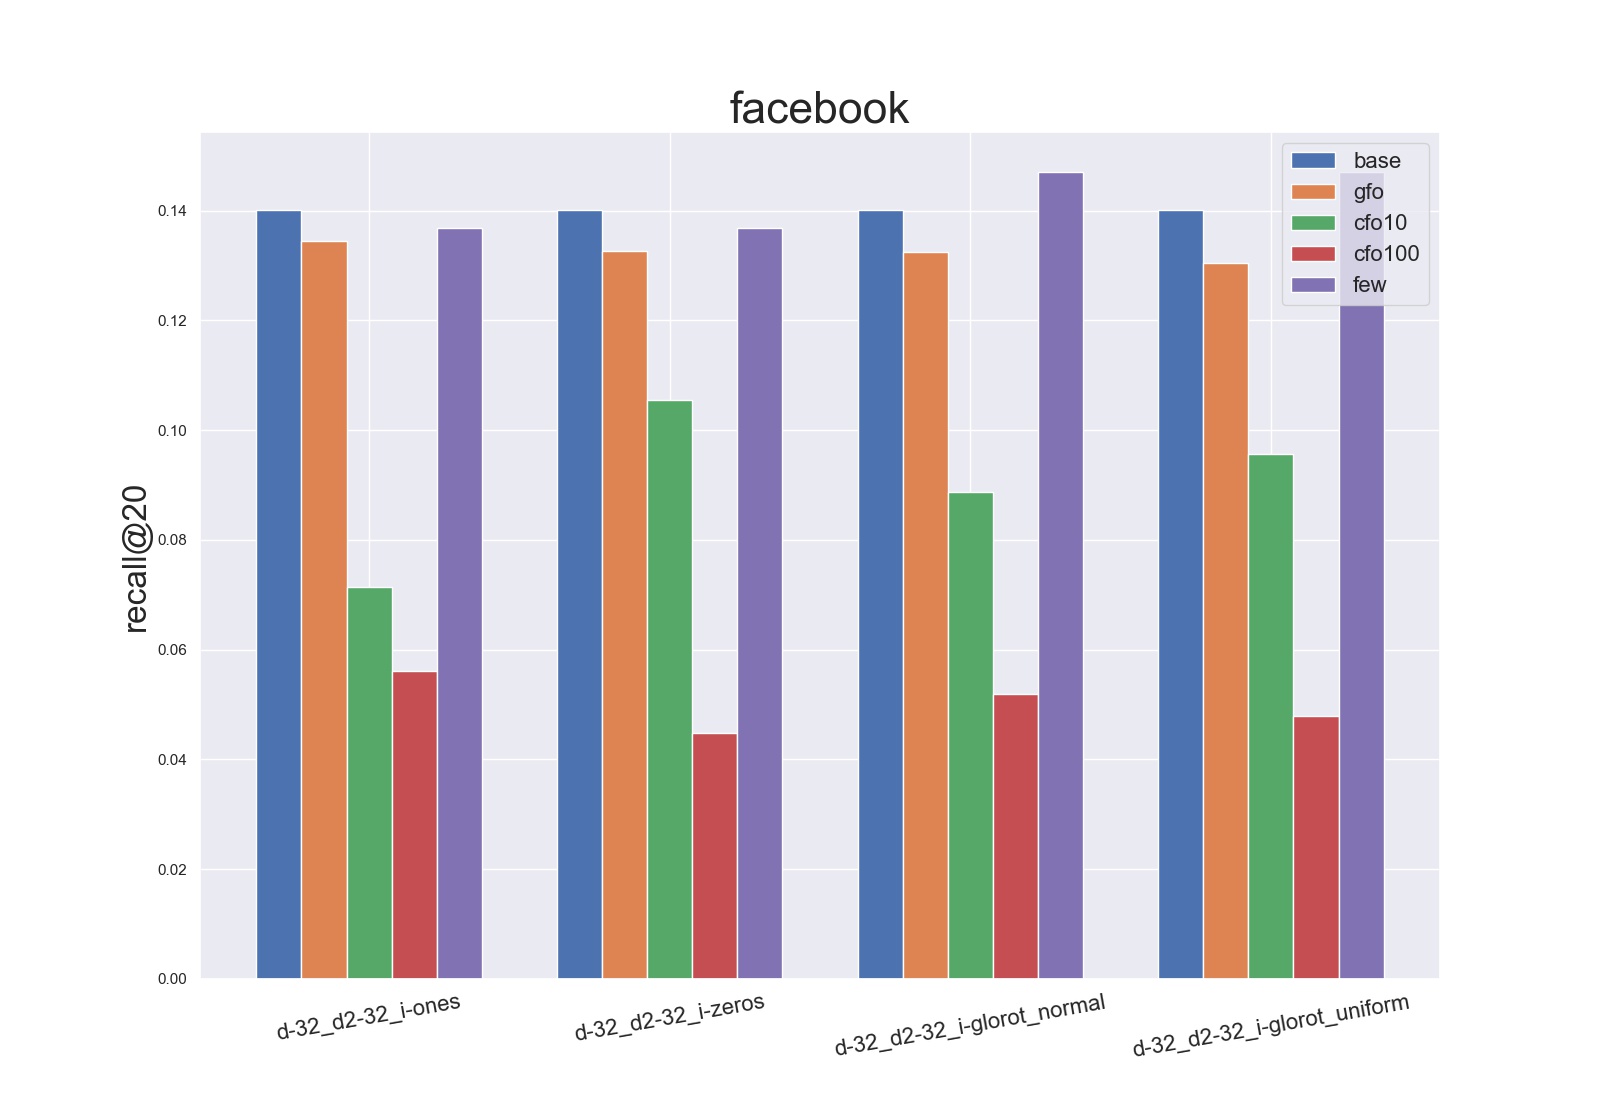 facebook
recall@20
0.14
0.12
0.10
0.08
0.06
0.04
0.02
0.00
base
gfo
cfo10
cfo100
few
d-32_d2-32_i-ones
d-32_d2-32_i-zeros
d-32_d2-32_i-glorot_normal
d-32_d2-32_i-glorot_uniform